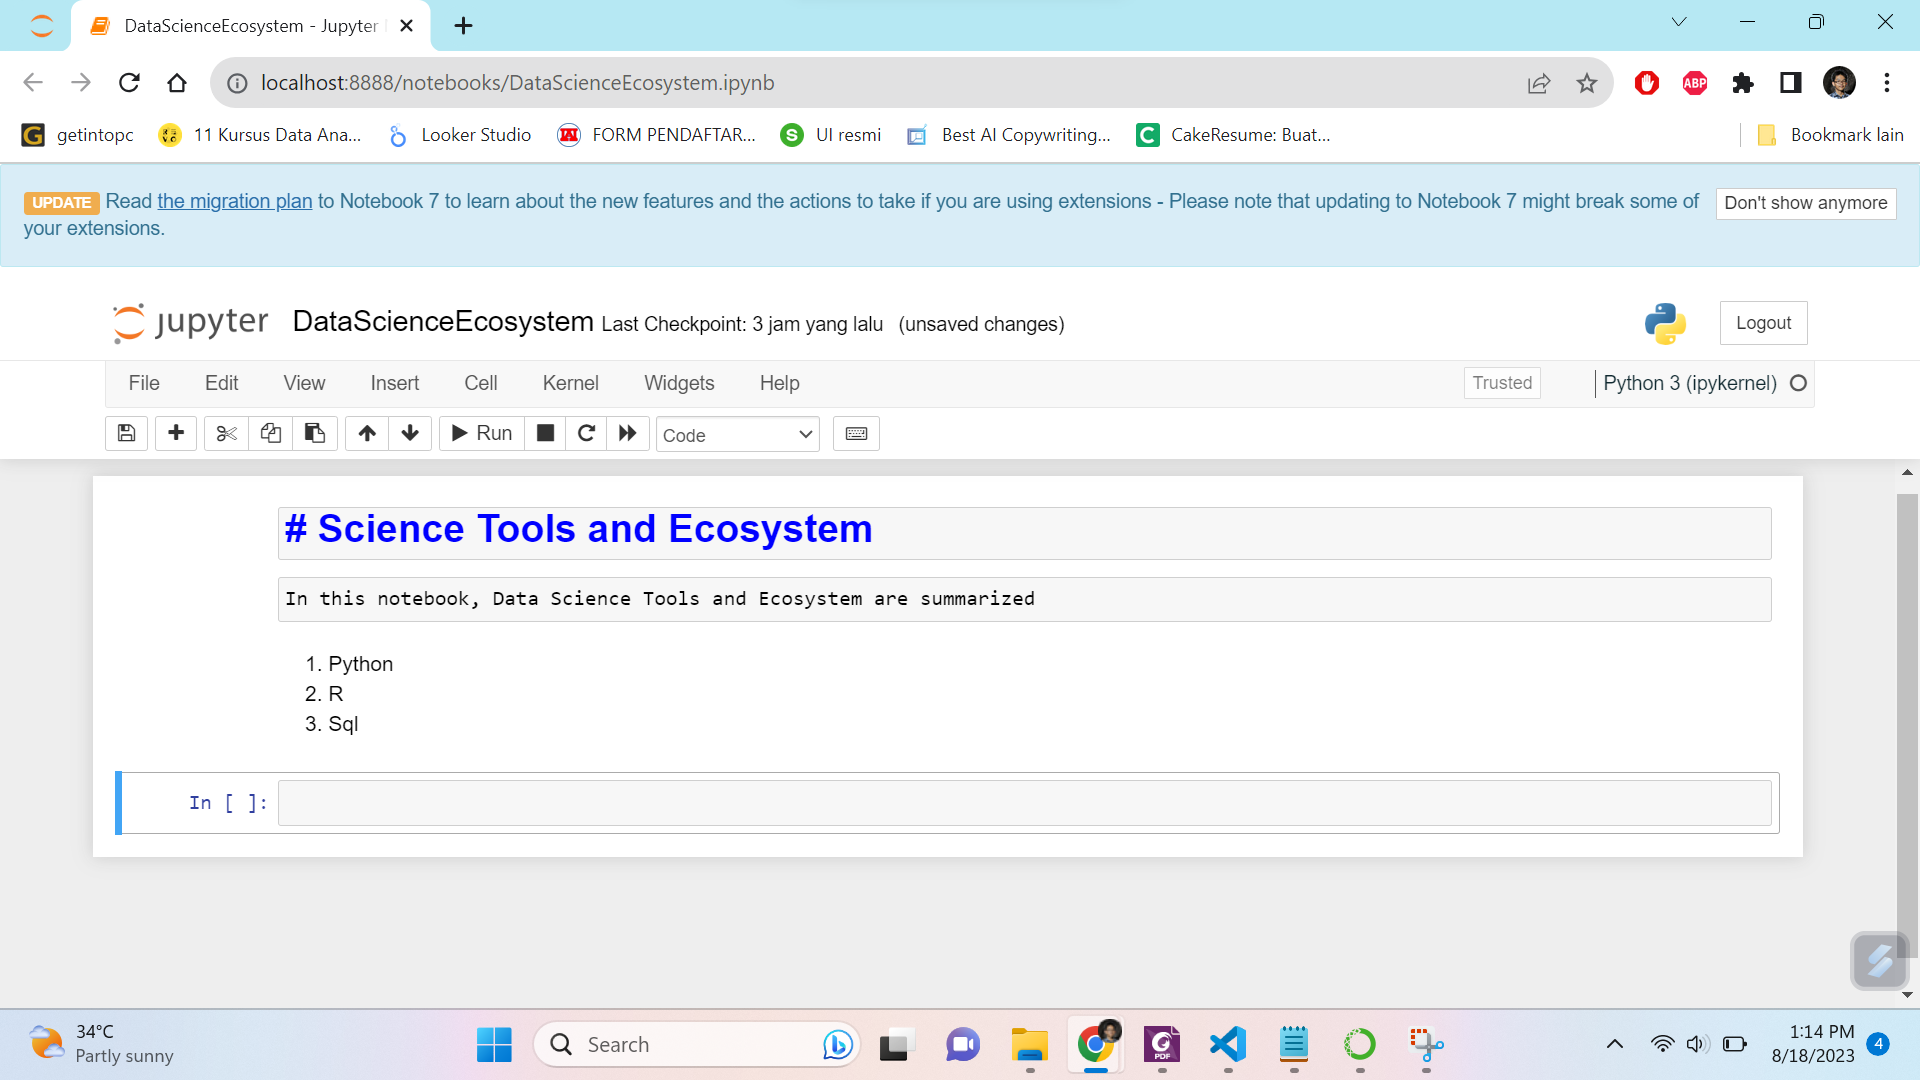 DataScienceEcosystem - Jupyter
localhost:8888/notebooks/DataScienceEcosystem.ipynb
ABP
getintopc
11 Kursus Data Ana...
Looker Studio
FORM PENDAFTAR...
UI resmi
Best AI Copywriting...
CakeResume: Buat...
Bookmark lain
UPDATE Read the migration plan to Notebook 7 to learn about the new features and the actions to take if you are using extensions - Please note that updating to Notebook 7 might break some of
your extensions.
Don't show anymore
jupyter DataScienceEcosystem Last Checkpoint: 3 jam yang lalu (unsaved changes)
Logout
File Edit View Insert Cell Kernel Widgets Help
Trusted
Python 3 (ipykernel)
Run
Code
# Science Tools and Ecosystem
In this notebook, Data Science Tools and Ecosystem are summarized
1. Python
2. R
3. Sql
In [ ]:
34°C
Partly sunny
Search
PDF
1:14 PM
8/18/2023
4